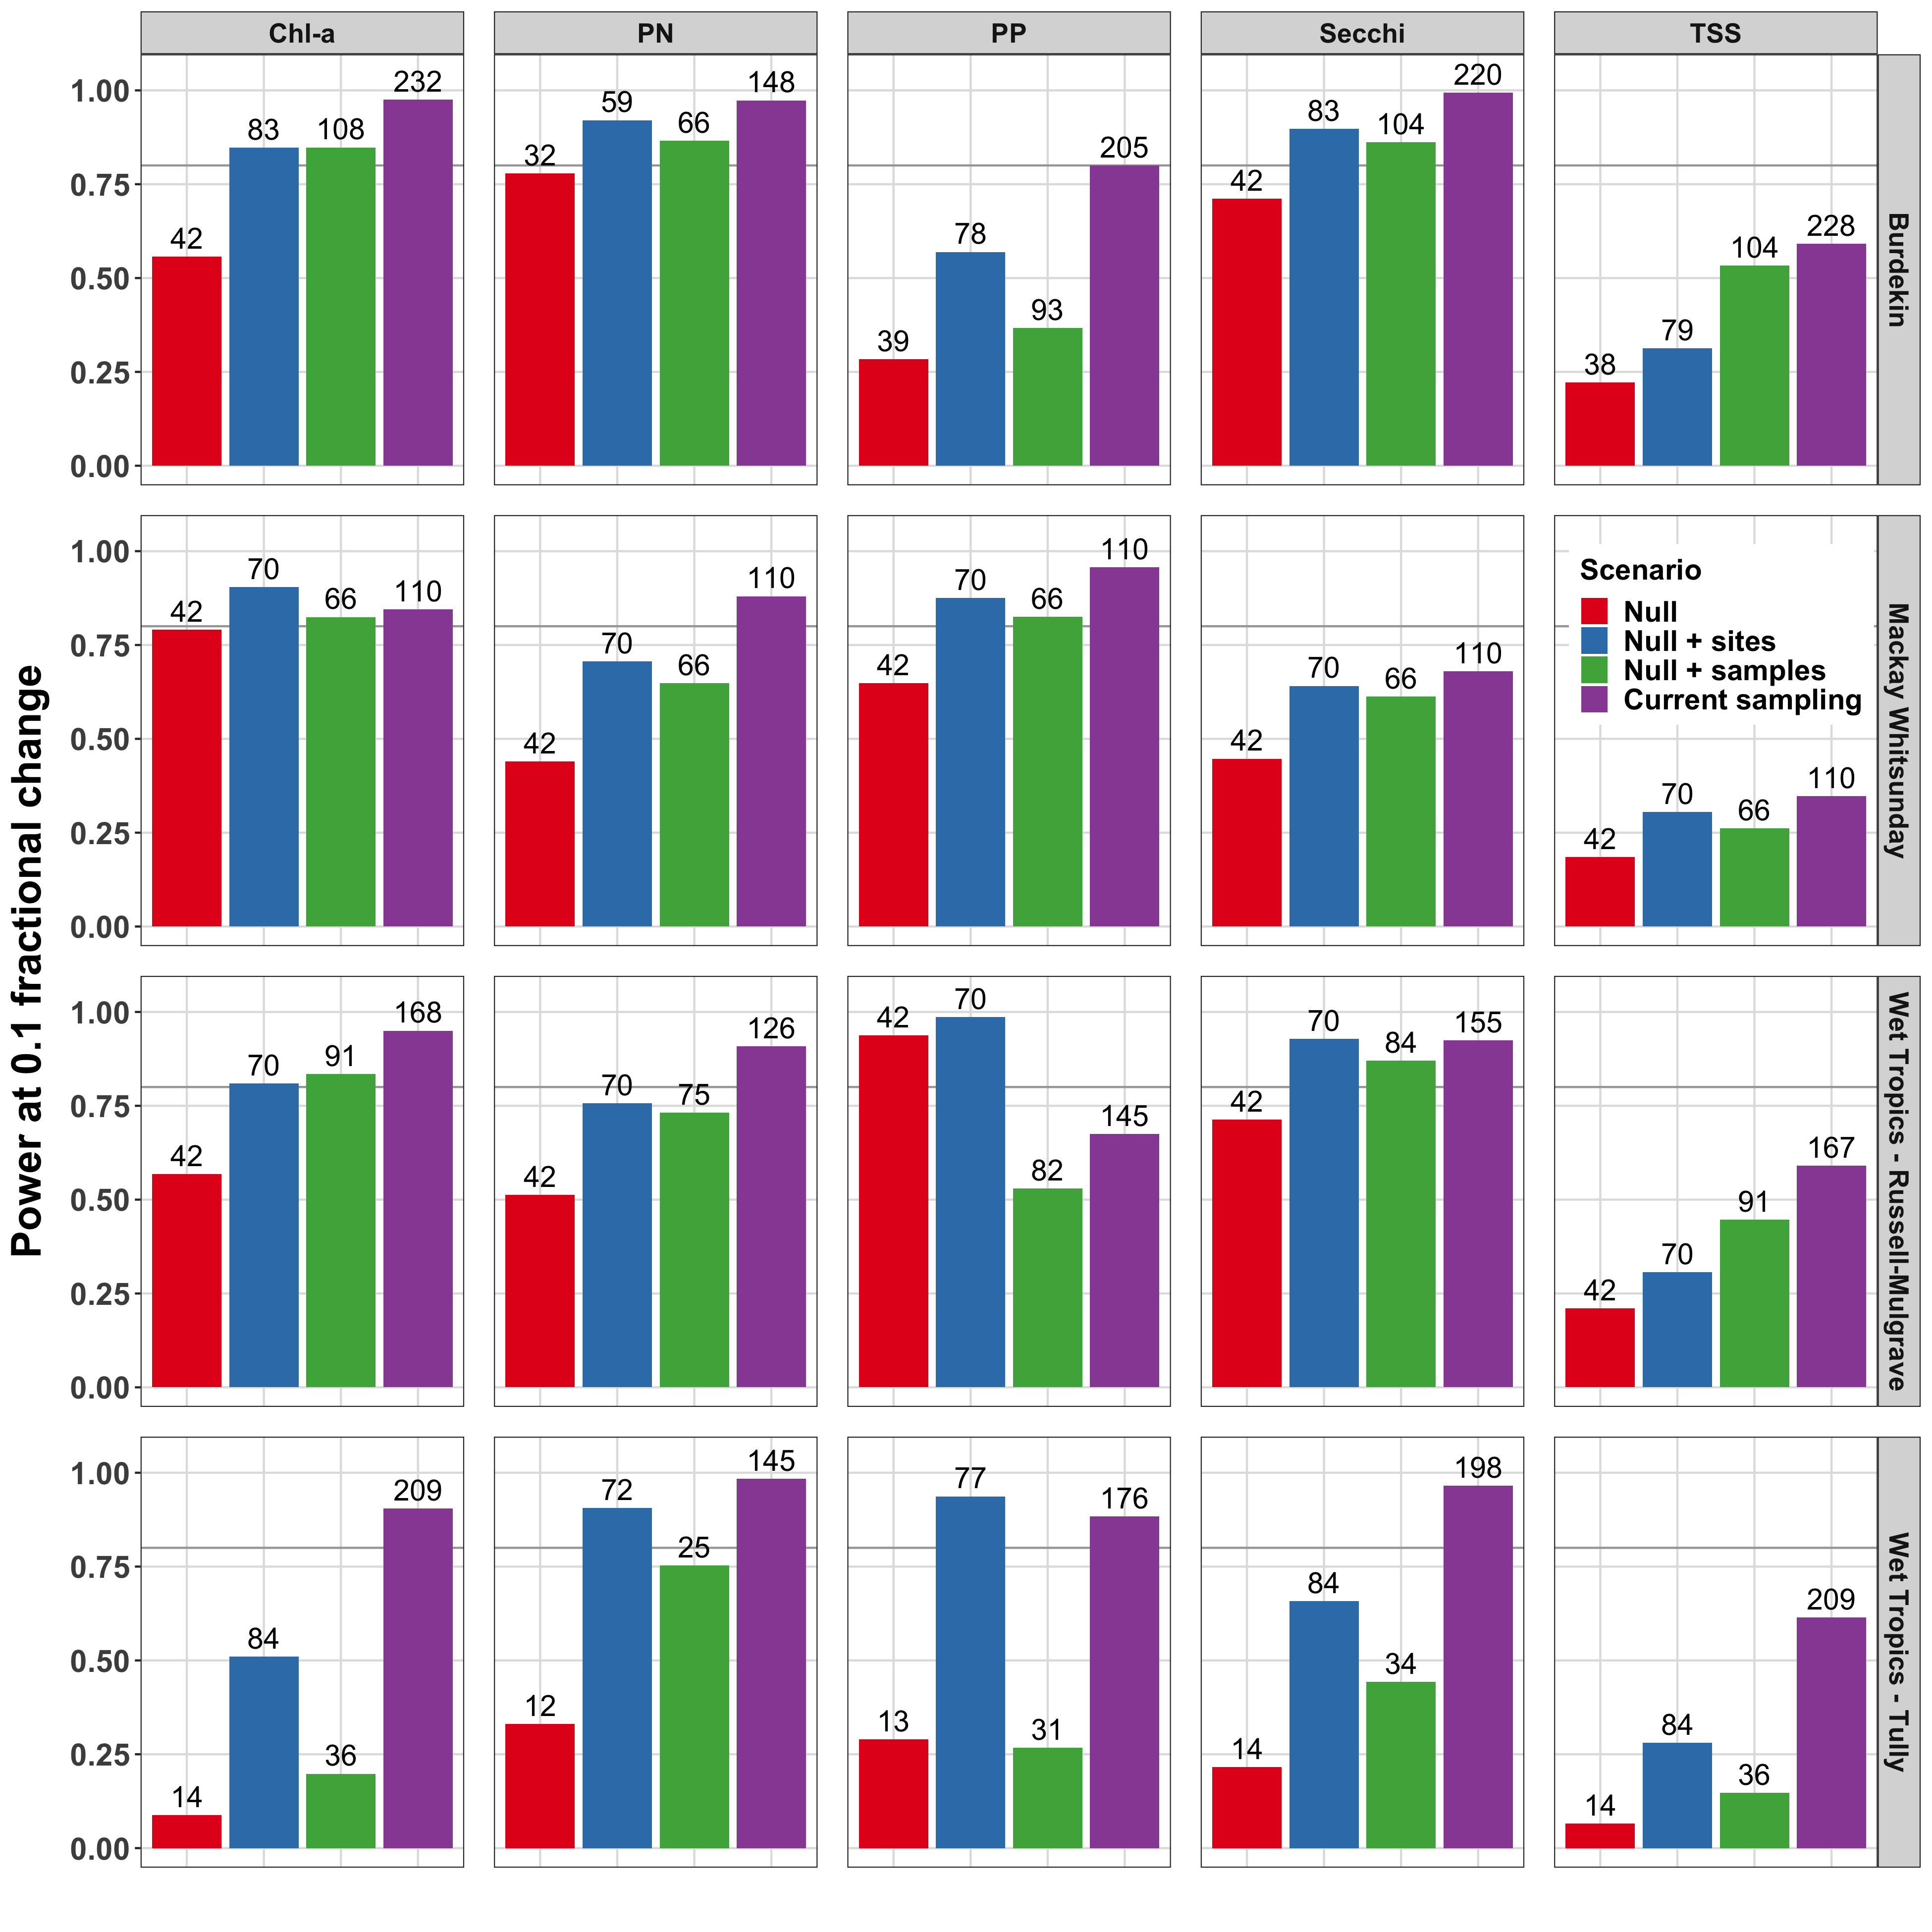 Chl-a PN PP Secchi TSS
Power at 0.1 fractional change
1.00
0.75
0.50
0.25
0.00
42 83 108 232
32 59 66 148
39 78 93 205
42 83 104 220
38 79 104 228
Burdekin
1.00
0.75
0.50
0.25
0.00
42 70 66 110
42 70 66 110
42 70 66 110
42 70 66 110
Scenario
Null
Null + sites
Null + samples
Current sampling
42 70 66 110
Mackay Whitsunday
1.00
0.75
0.50
0.25
0.00
42 70 91 168
42 70 75 126
42 70 82 145
42 70 84 155
42 70 91 167
Wet Tropics - Russell-Mulgrave
1.00
0.75
0.50
0.25
0.00
14 84 36 209
12 72 25 145
13 77 31 176
14 84 34 198
14 84 36 209
Wet Tropics - Tully